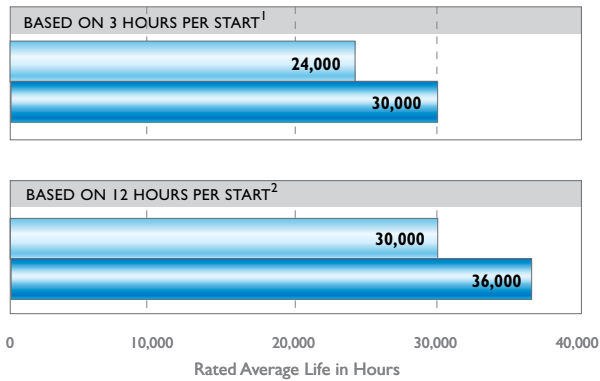 BASED ON 3 HOURS PER START¹
24,000
30,000
BASED ON 12 HOURS PER START²
30,000
36,000
0 10,000 20,000 30,000 40,000
Rated Average Life in Hours